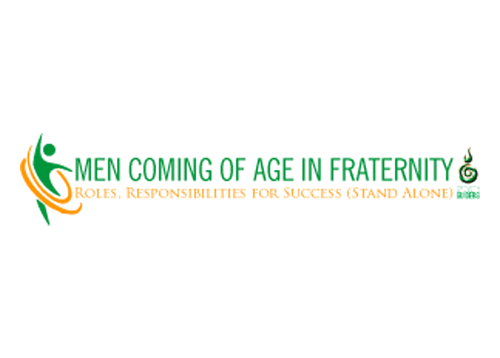 MEN COMING OF AGE IN FRATERNITY
Roles, Responsibilities for Success (Stand Alone)